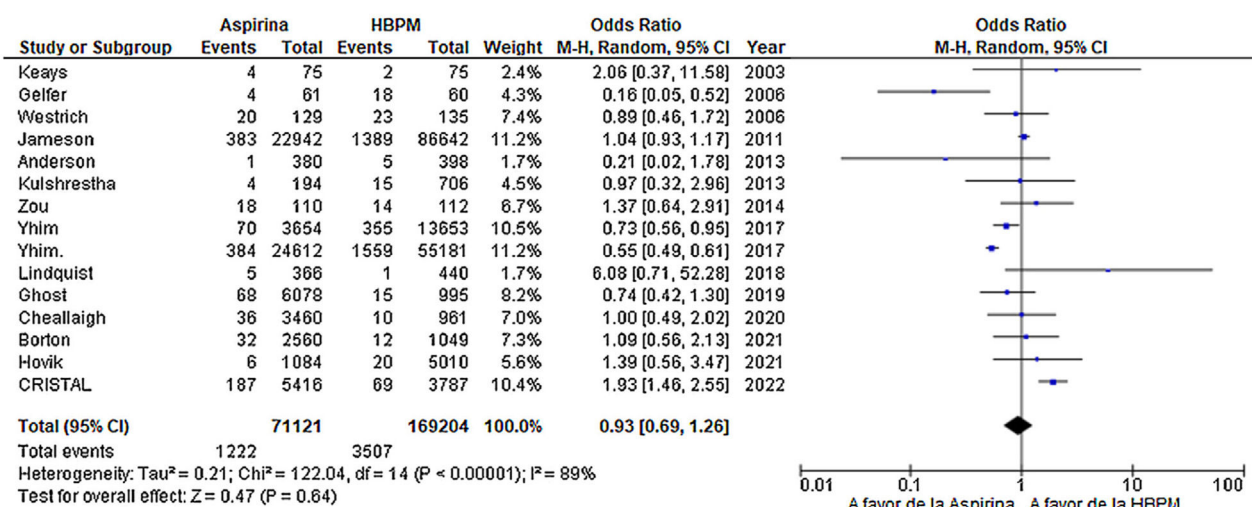 Aspirina HBPM Odds Ratio Odds Ratio
Study or Subgroup Events Total Events Total Weight M-H, Random, 95% CI Year M-H, Random, 95% CI
Keays 4 75 2 75 2.4% 2.06 [0.37, 11.58] 2003
Gelfer 4 61 18 60 4.3% 0.16 [0.05, 0.52] 2006
Westrich 20 129 23 135 7.4% 0.89 [0.46, 1.72] 2006
Jameson 383 22942 1389 86642 11.2% 1.04 [0.93, 1.17] 2011
Anderson 1 380 5 398 1.7% 0.21 [0.02, 1.78] 2013
Kulshrestha 4 194 15 706 4.5% 0.97 [0.32, 2.96] 2013
Zou 18 110 14 112 6.7% 1.37 [0.64, 2.91] 2014
Yhim 70 3654 355 13653 10.5% 0.73 [0.56, 0.95] 2017
Yhim. 384 24612 1559 55181 11.2% 0.55 [0.49, 0.61] 2017
Lindquist 5 366 1 440 1.7% 6.08 [0.71, 52.28] 2018
Ghost 68 6078 15 995 8.2% 0.74 [0.42, 1.30] 2019
Cheallaigh 36 3460 10 961 7.0% 1.00 [0.49, 2.02] 2020
Borton 32 2560 12 1049 7.3% 1.09 [0.56, 2.13] 2021
Hovik 6 1084 20 5010 5.6% 1.39 [0.56, 3.47] 2021
CRISTAL 187 5416 69 3787 10.4% 1.93 [1.46, 2.55] 2022
Total (95% CI) 71121 169204 100.0% 0.93 [0.69, 1.26]
Total events 1222 3507
Heterogeneity: Tau² = 0.21; Chi² = 122.04, df = 14 (P < 0.00001); I² = 89%
Test for overall effect: Z = 0.47 (P = 0.64)
0.01 0.1 1 10 100
A favor de la Aspirina A favor de la HBPM